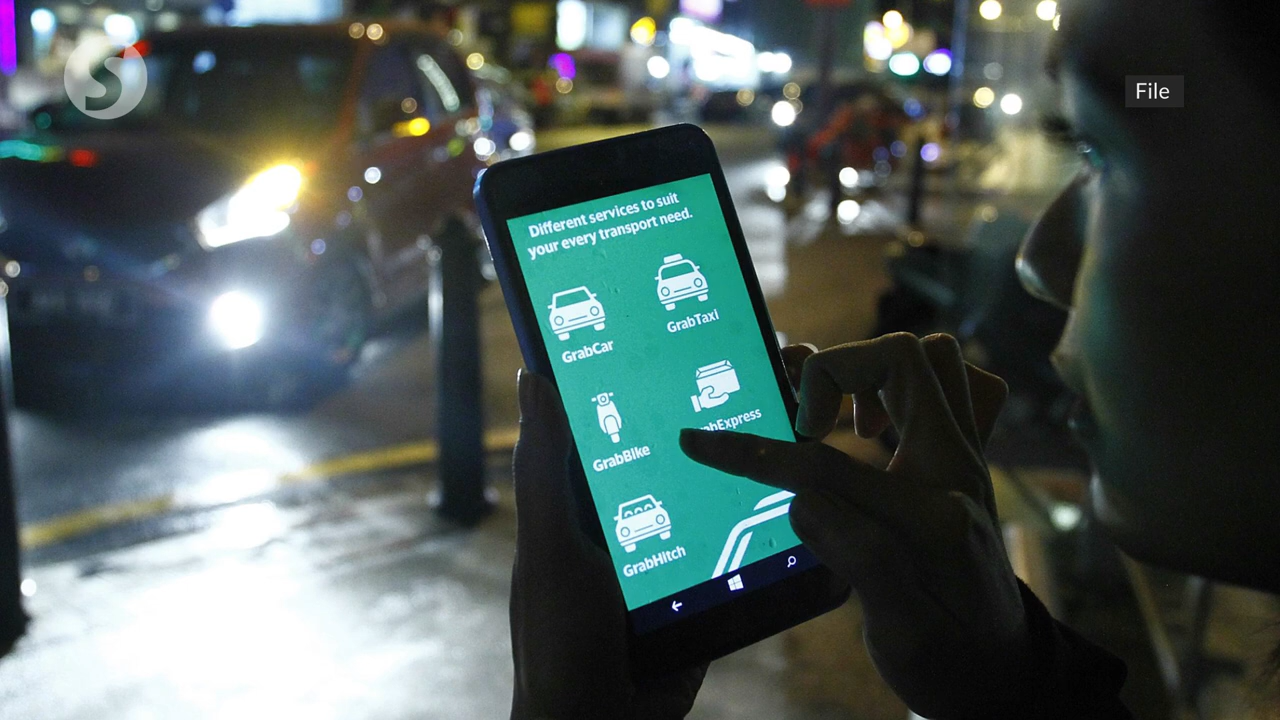 File
Different services to suit
your every transport need.
GrabCar
GrabTaxi
GrabBike
GrabHitch